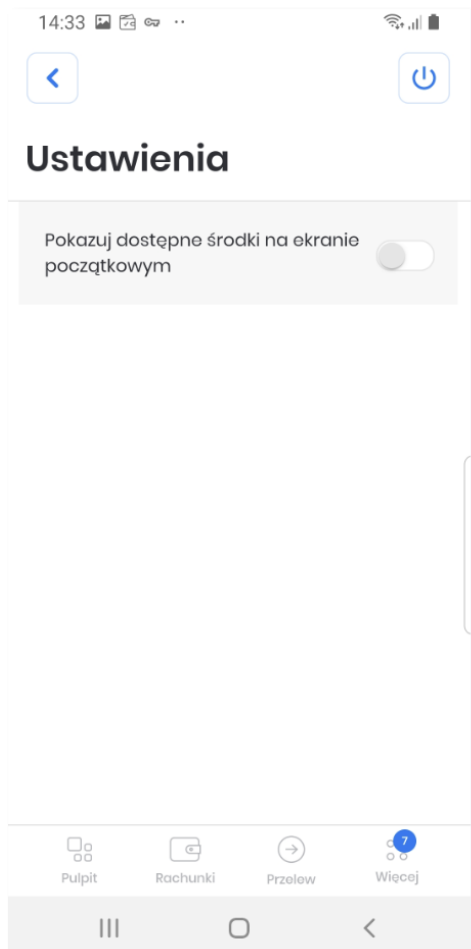 14:33
Ustawienia
Pokazuj dostępne środki na ekranie
początkowym
7
Pulpit Rachunki Przelew Więcej